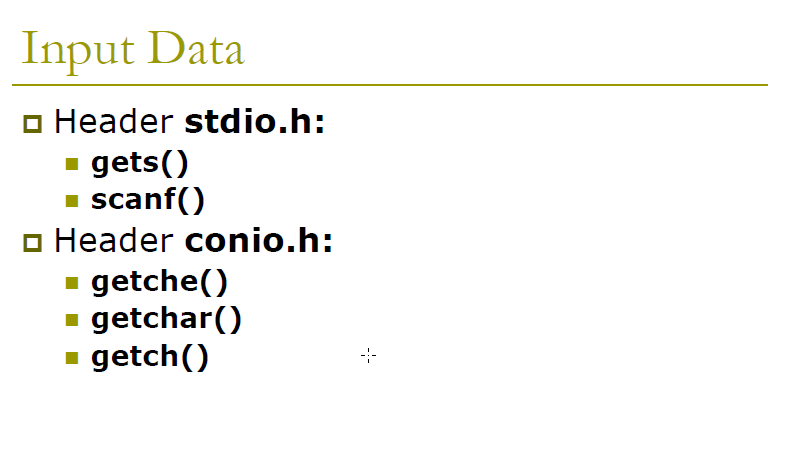 Input Data
Header stdio.h:
gets()
scanf()
Header conio.h:
getche()
getchar()
getch()